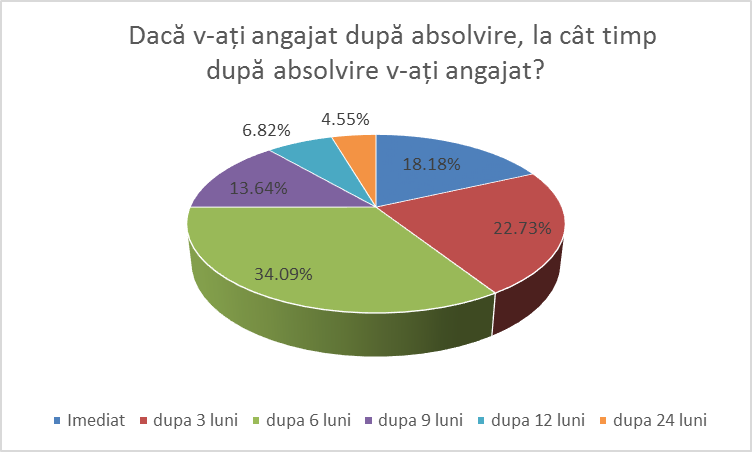 Dacă v-ați angajat după absolvire, la cât timp
după absolvire v-ați angajat?
4.55%
6.82%
18.18%
13.64%
22.73%
34.09%
Imediat dupa 3 luni dupa 6 luni dupa 9 luni dupa 12 luni dupa 24 luni